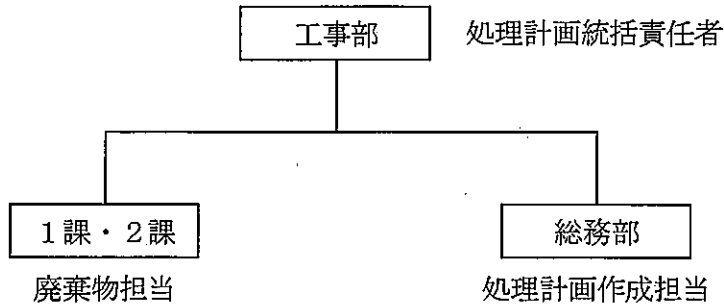 工事部
処理計画統括責任者
1課・2課
総務部
廃棄物担当
処理計画作成担当